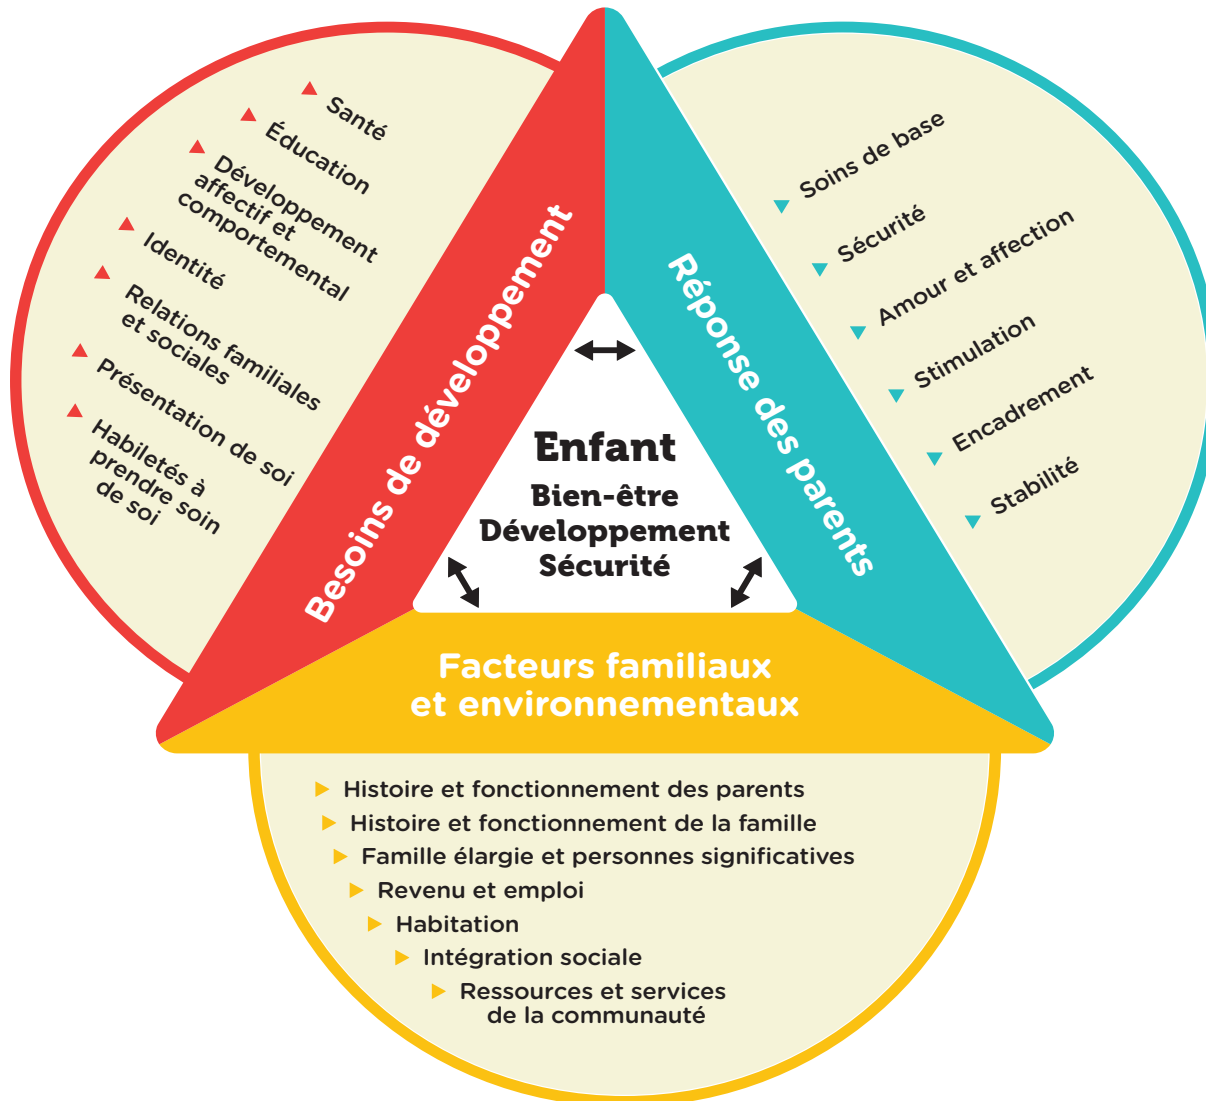 Santé
Éducation
Développement
affectif et
comportemental
Identité
Relations familiales
et sociales
Présentation de soi
Habiletés à
prendre soin
de soi
Besoins de développement
Réponse des parents
Soins de base
Sécurité
Amour et affection
Stimulation
Encadrement
Stabilité
Enfant
Bien-être
Développement
Sécurité
Facteurs familiaux
et environnementaux
Histoire et fonctionnement des parents
Histoire et fonctionnement de la famille
Famille élargie et personnes significatives
Revenu et emploi
Habitation
Intégration sociale
Ressources et services
de la communauté